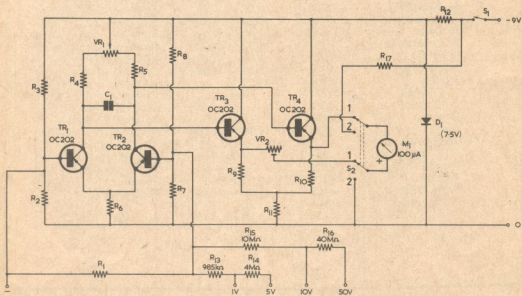 R12
S1
-9V
VR1
R8
R17
R4
R5
R3
C1
TR3
OC202
TR4
OC202
1
2
D1
(7·5V)
TR1
OC202
TR2
OC202
VR2
M1
100µA
1
S2
2
+
R9
R10
R2
R7
R6
R11
O
R15
10MΩ
R16
40MΩ
R1
R13
985kΩ
R14
4MΩ
−
1V
5V
10V
50V